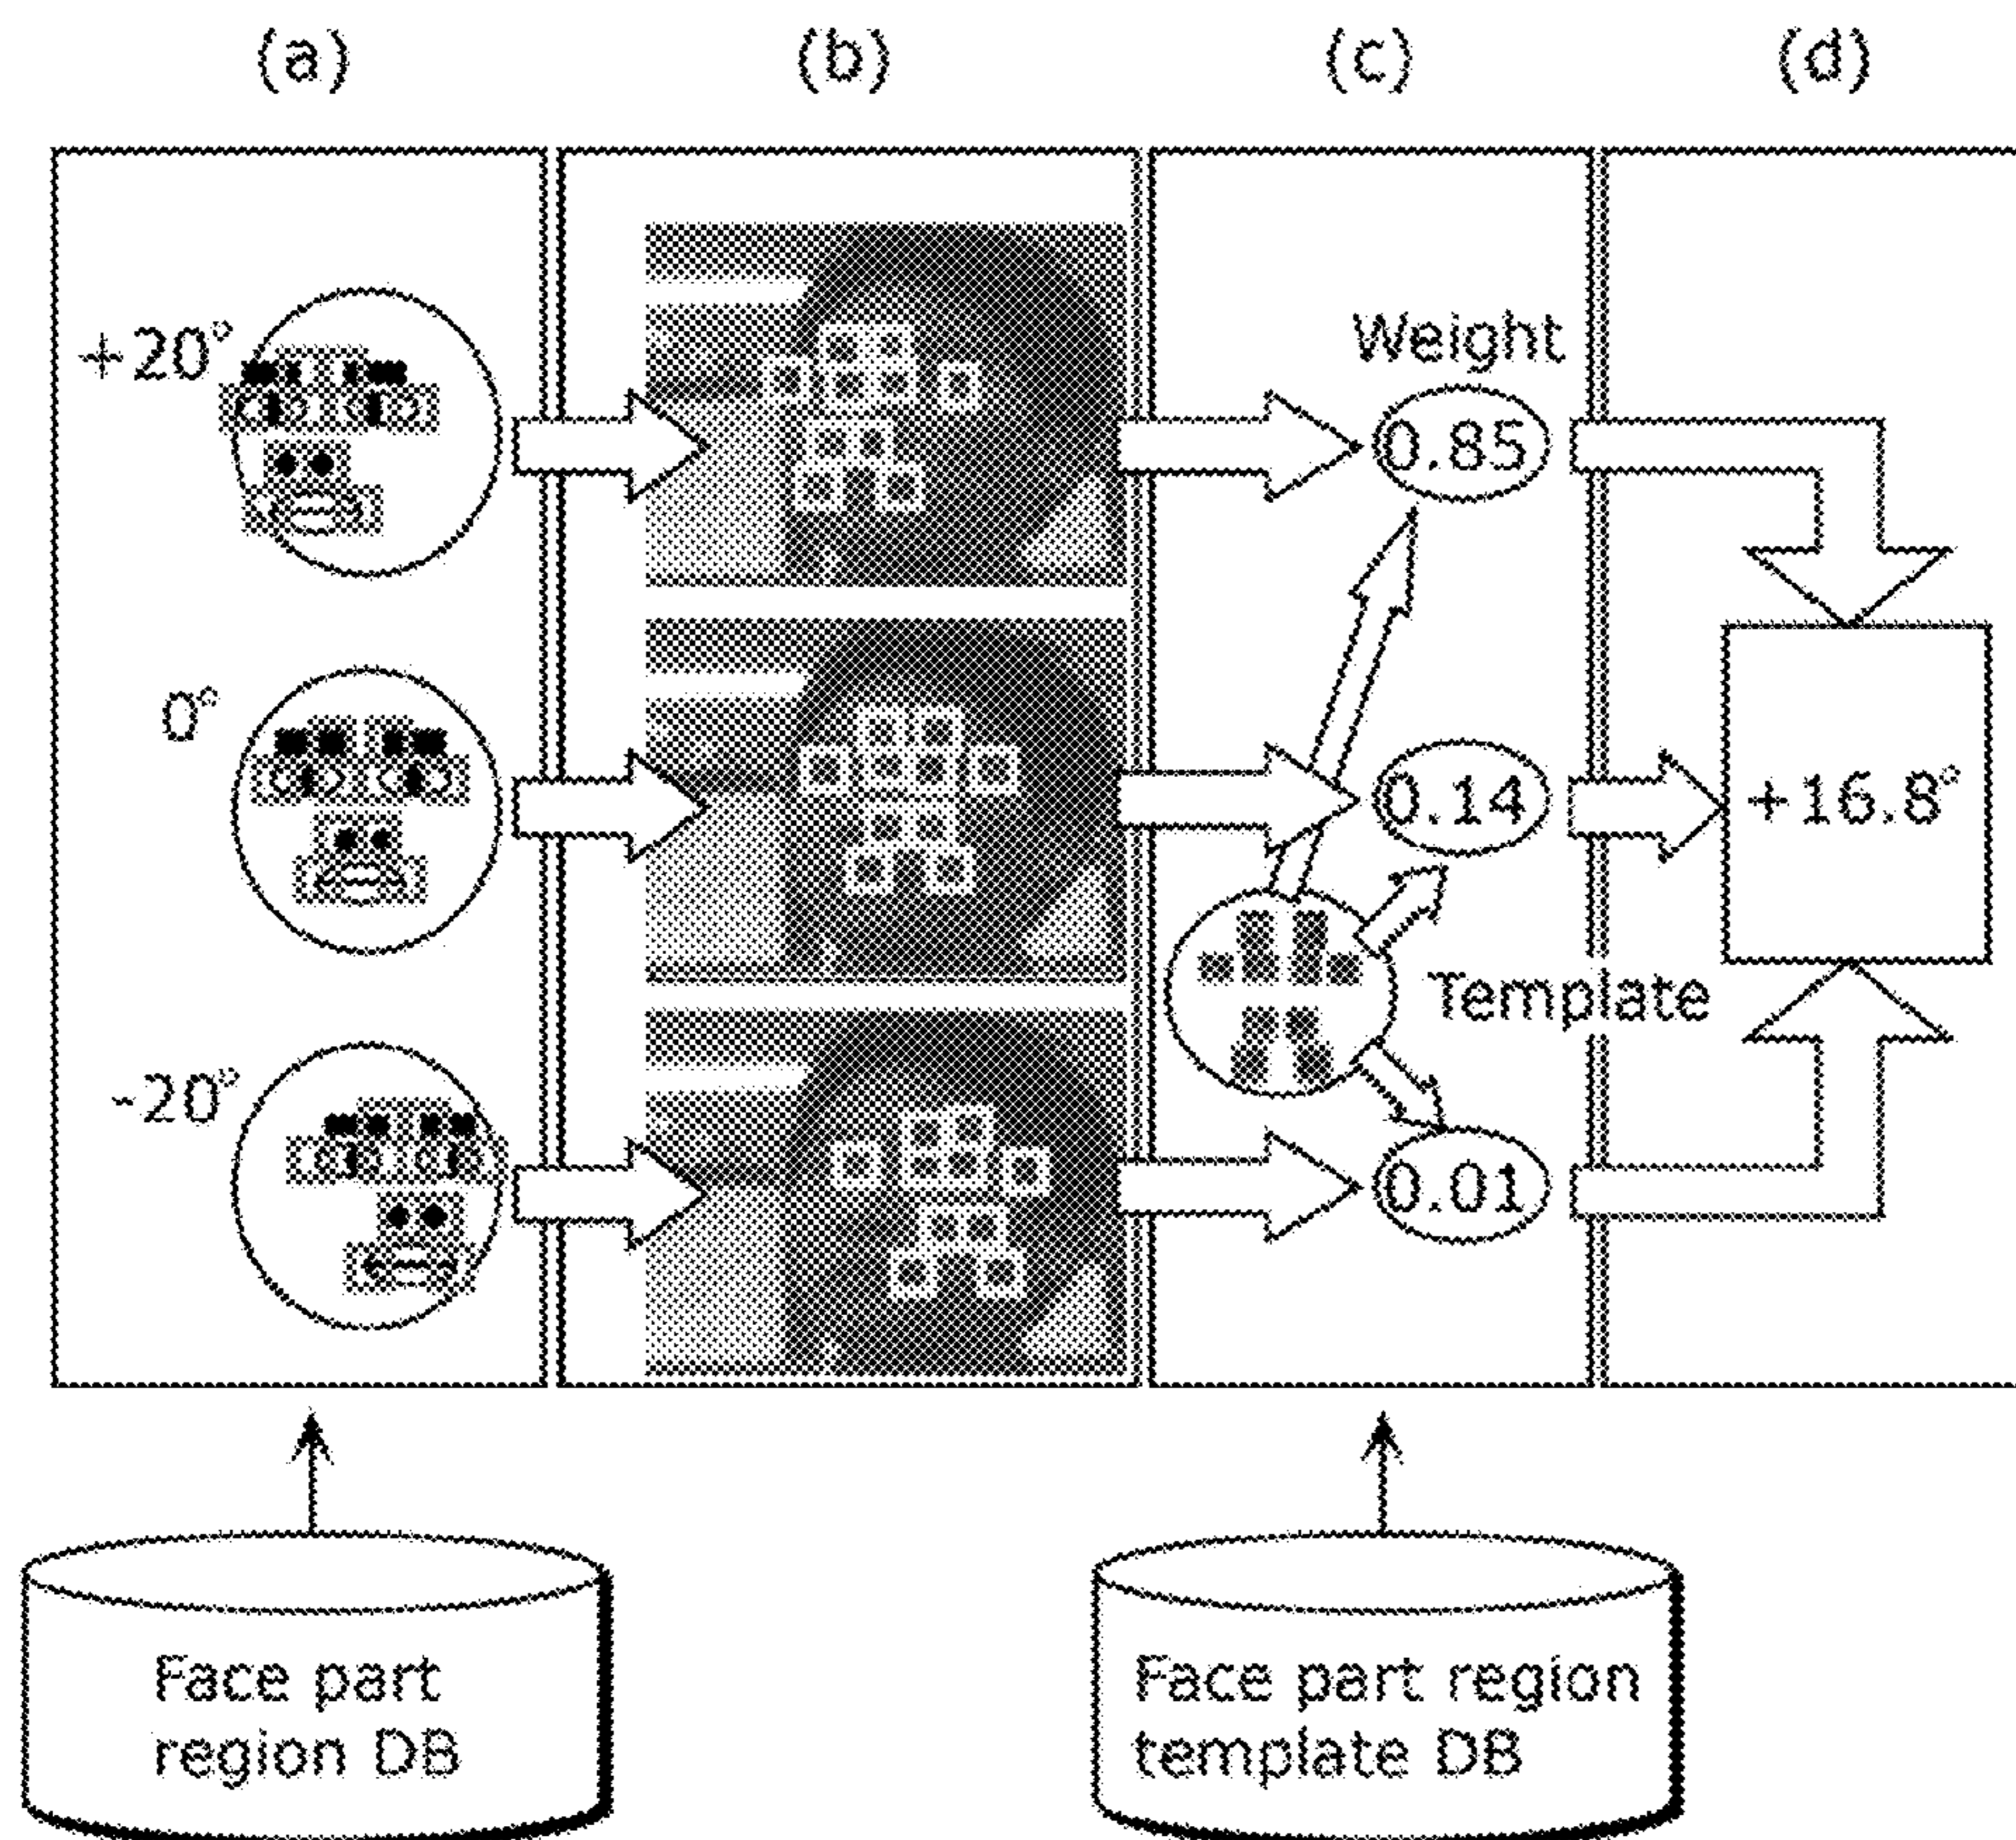 (a)
(b)
(c)
(d)
+20°
0°
-20°
Weight
0.85
0.14
0.01
Template
+16.8°
Face part
region DB
Face part region
template DB